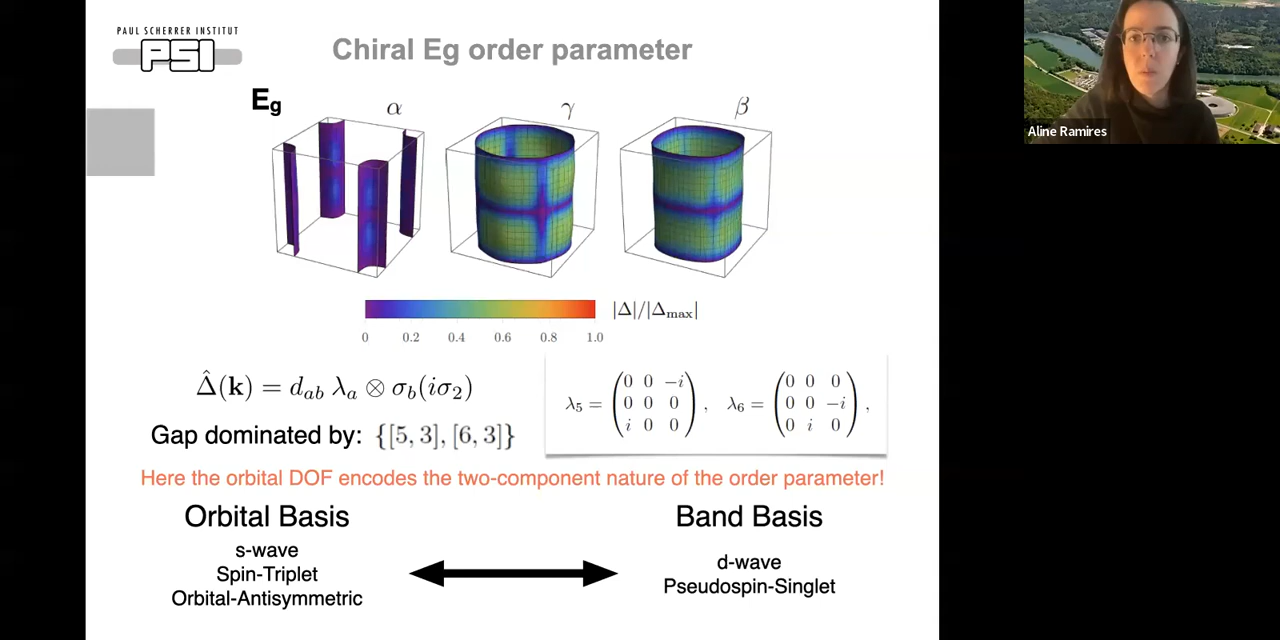 PAUL SCHERRER INSTITUT
PSI
Chiral Eg order parameter
Eg
α
γ
β
|Δ|/|Δmax|
0 0.2 0.4 0.6 0.8 1.0
Δ̂(k) = dab λa ⊗ σb(iσ2)
λ5 = (0 0 −i
0 0 0
i 0 0),
λ6 = (0 0 0
0 0 −i
0 i 0),
Gap dominated by: {[5, 3], [6, 3]}
Here the orbital DOF encodes the two-component nature of the order parameter!
Orbital Basis
s-wave
Spin-Triplet
Orbital-Antisymmetric
Band Basis
d-wave
Pseudospin-Singlet
Aline Ramires